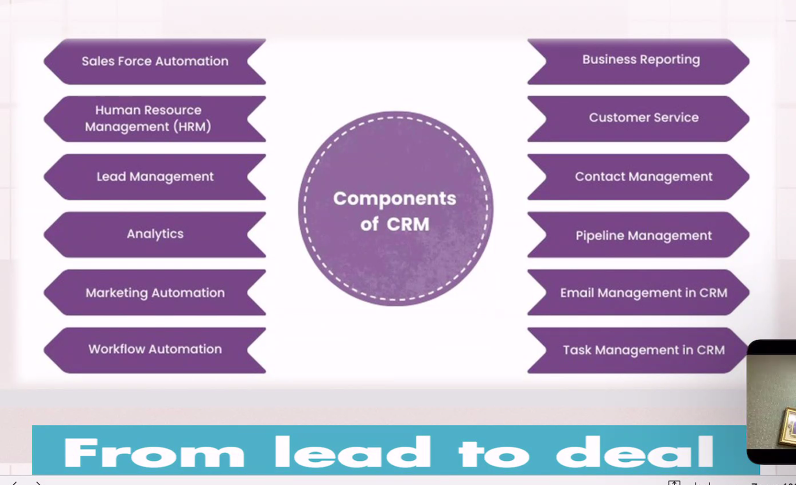 Sales Force Automation
Human Resource
Management (HRM)
Lead Management
Analytics
Marketing Automation
Workflow Automation
Components
of CRM
Business Reporting
Customer Service
Contact Management
Pipeline Management
Email Management in CRM
Task Management in CRM
From lead to deal